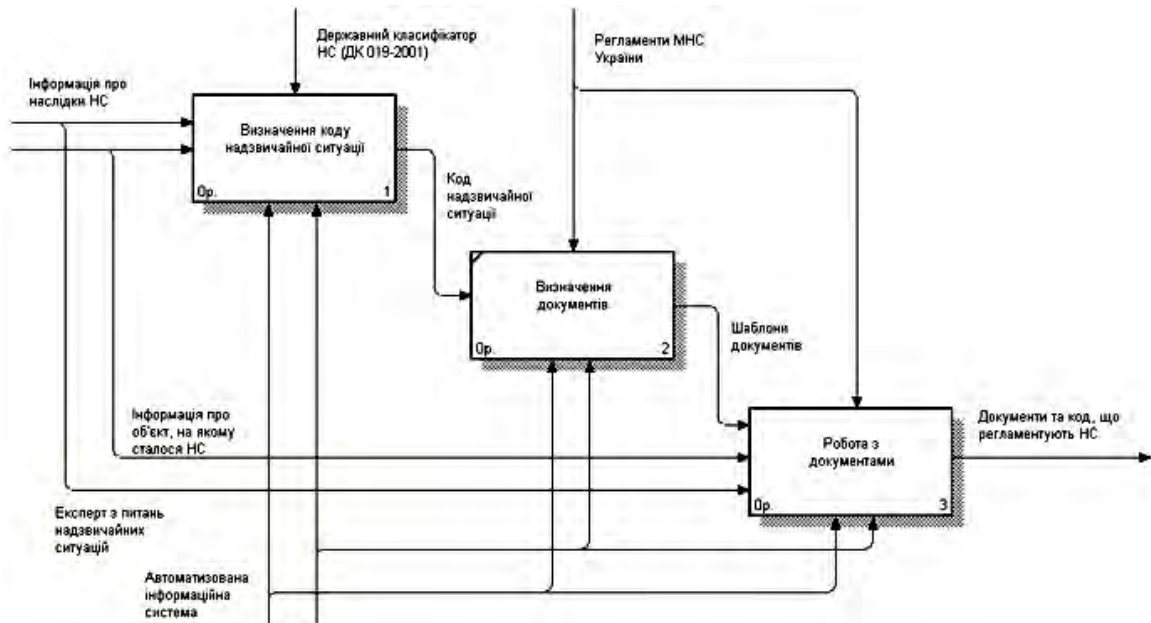 Державний класифікатор
НС (ДК 019-2001)
Регламенти МНС
України
Інформація про
наслідки НС
Визначення коду
надзвичайної ситуації
0р.
1
Код
надзвичайної
ситуації
Визначення
документів
0р.
2
Шаблони
документів
Інформація про
об'єкт, на якому
сталося НС
Робота з
документами
0р.
3
Документи та код, що
регламентують НС
Експерт з питань
надзвичайних
ситуацій
Автоматизована
інформаційна
система